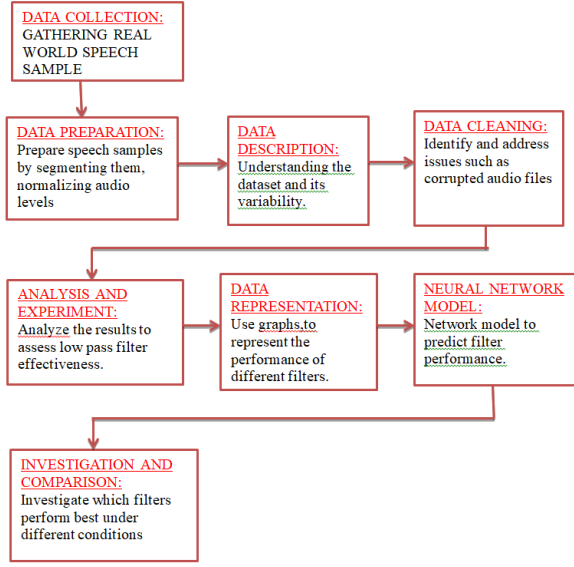 DATA COLLECTION:
GATHERING REAL
WORLD SPEECH
SAMPLE
DATA PREPARATION:
Prepare speech samples
by segmenting them,
normalizing audio
levels
DATA
DESCRIPTION:
Understanding the
dataset and its
variability.
DATA CLEANING:
Identify and address
issues such as
corrupted audio files
ANALYSIS AND
EXPERIMENT:
Analyze the results to
assess low pass filter
effectiveness.
DATA
REPRESENTATION:
Use graphs,to
represent the
performance of
different filters.
NEURAL NETWORK
MODEL:
Network model to
predict filter
performance.
INVESTIGATION AND
COMPARISON:
Investigate which filters
perform best under
different conditions